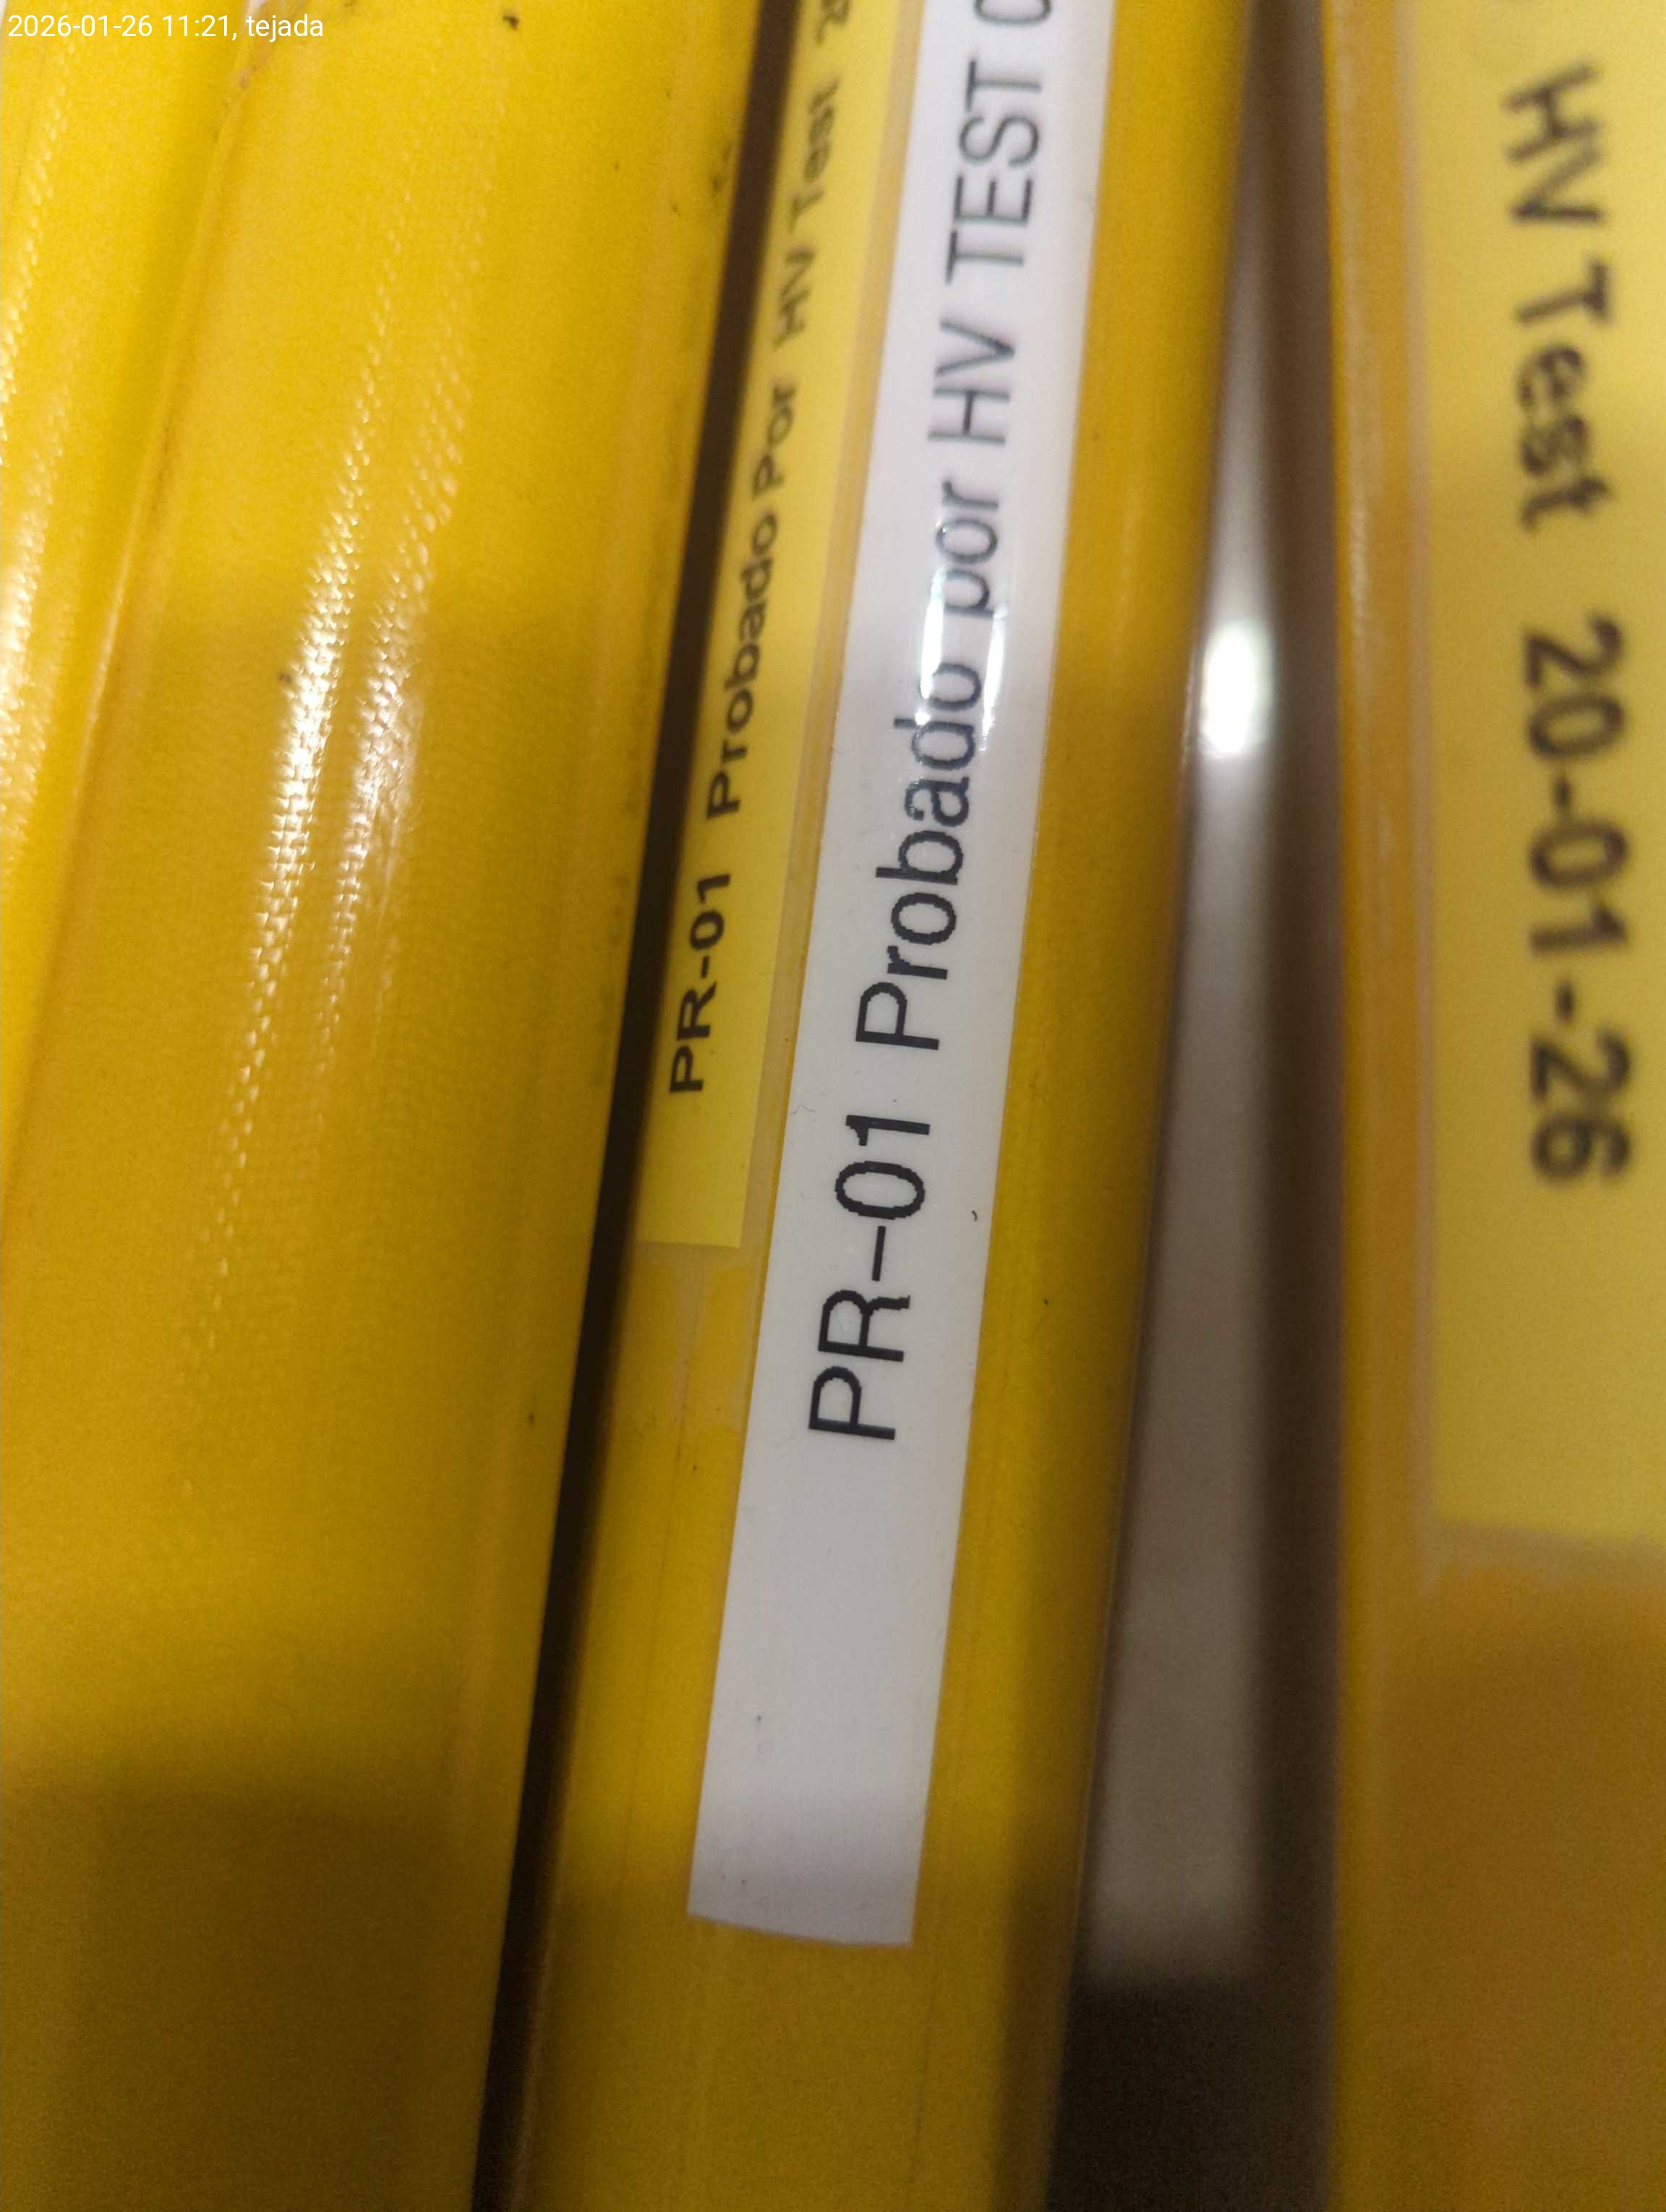 2026-01-26 11:21, tejada
PR-01 Probado Por HV Test
PR-01 Probado por HV TEST 0
HV Test 20-01-26